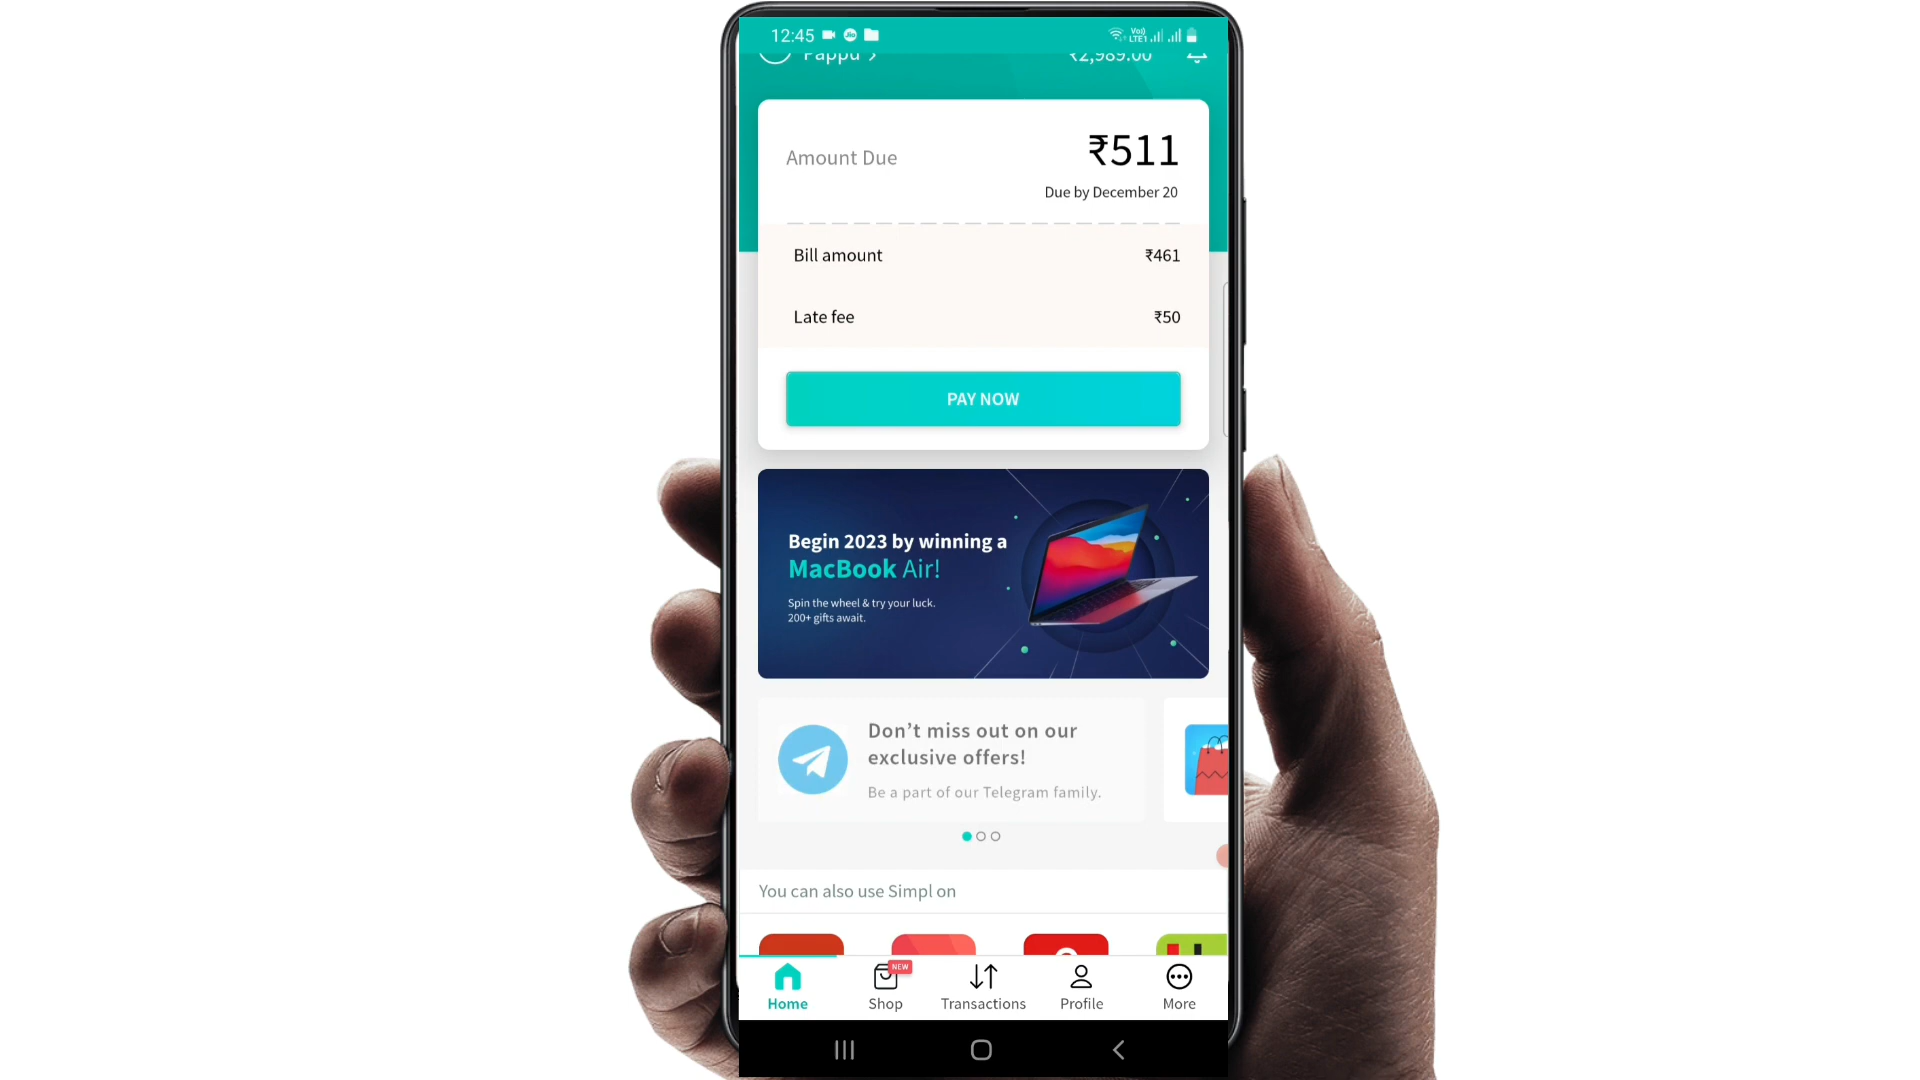 12:45
Pappu >
₹2,989.00
Amount Due
₹511
Due by December 20
Bill amount
₹461
Late fee
₹50
PAY NOW
Begin 2023 by winning a
MacBook Air!
Spin the wheel & try your luck.
200+ gifts await.
Don’t miss out on our
exclusive offers!
Be a part of our Telegram family.
You can also use Simpl on
NEW
Home
Shop
Transactions
Profile
More